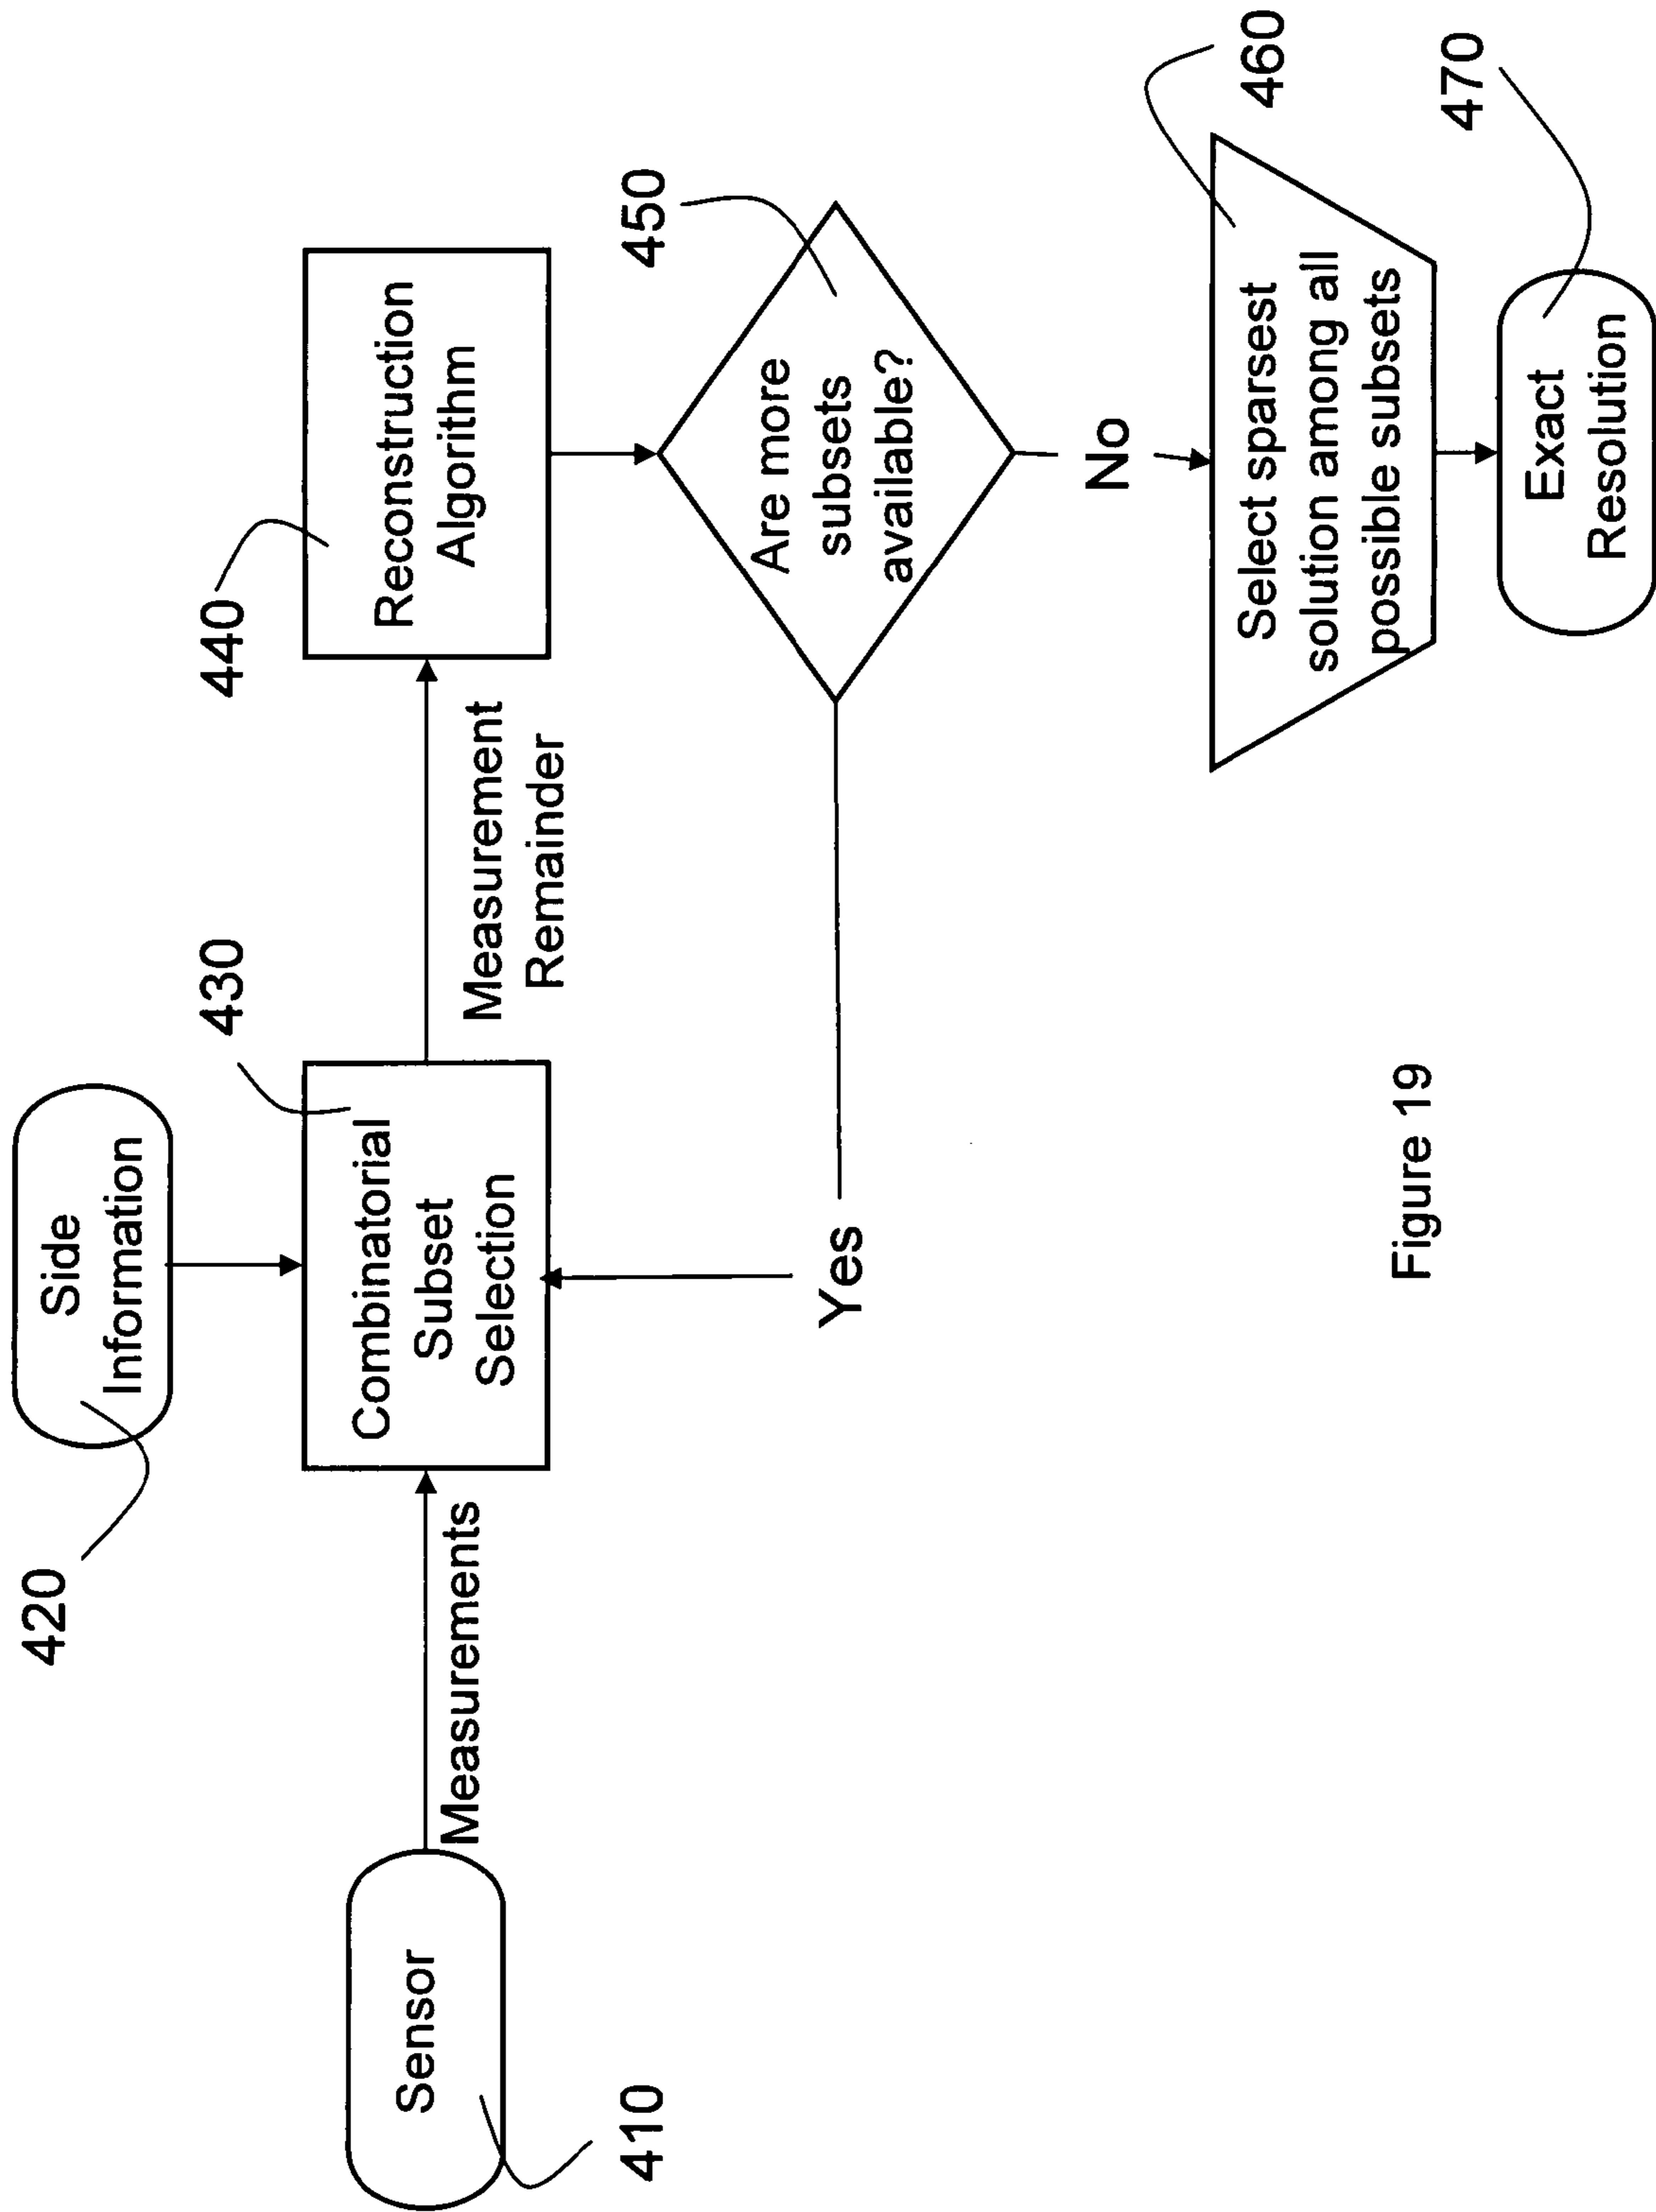 420
Side
Information
430
440
410
Sensor
Measurements
Combinatorial
Subset
Selection
Measurement
Remainder
Reconstruction
Algorithm
450
Are more
subsets
available?
Yes
No
460
Select sparsest
solution among all
possible subsets
470
Exact
Resolution
Figure 19